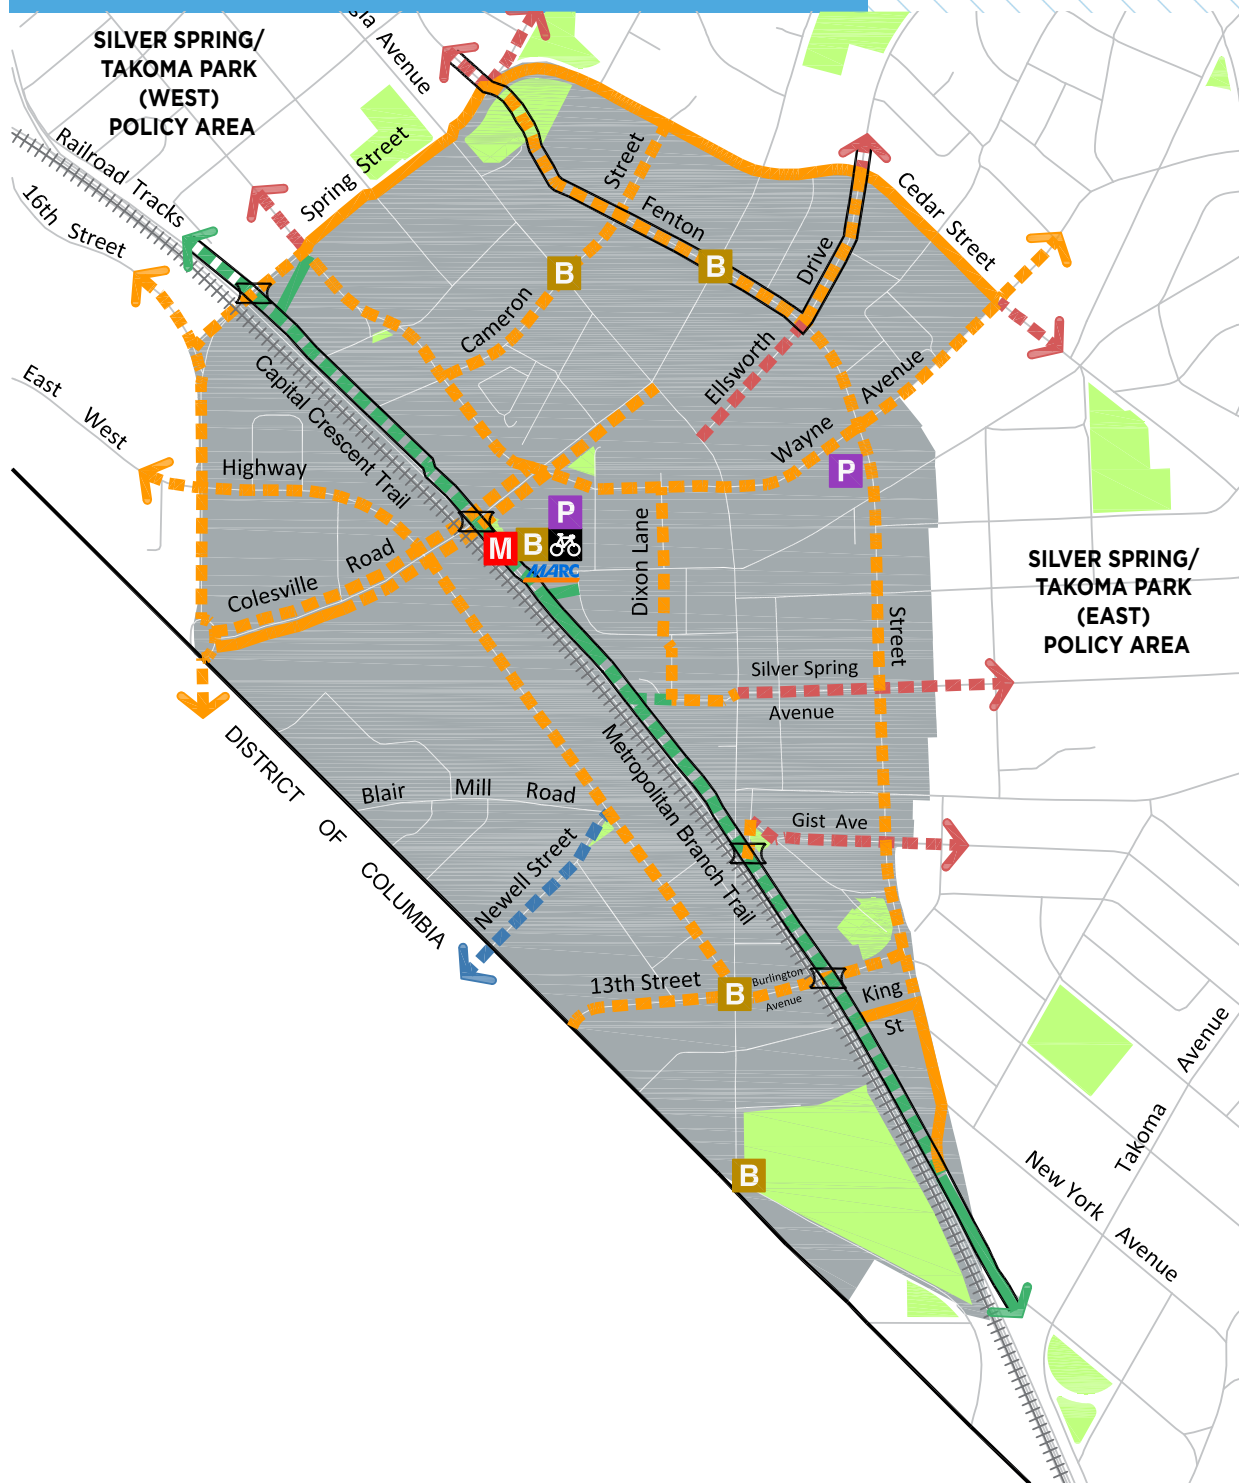 SILVER SPRING/
TAKOMA PARK
(WEST)
POLICY AREA
Avenue
Railroad Tracks
16th Street
Spring Street
Street
Fenton
Drive
Cedar Street
B
B
Cameron
Ellsworth
Wayne Avenue
East West Highway
Capital Crescent Trail
P
P
M
B
MARC
Dixon Lane
Colesville Road
SILVER SPRING/
TAKOMA PARK
(EAST)
POLICY AREA
Street
Silver Spring
Avenue
DISTRICT OF COLUMBIA
Metropolitan Branch Trail
Blair Mill Road
Gist Ave
Newell Street
13th Street
B
Burlington
Avenue
King
St
Takoma Avenue
New York Avenue
B